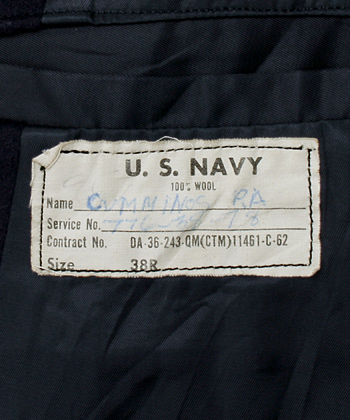 U. S. NAVY
100% WOOL
Name CUMMINGS RA
Service No.
Contract No. DA-36-243-QM(CTM)11461-C-62
Size 38R